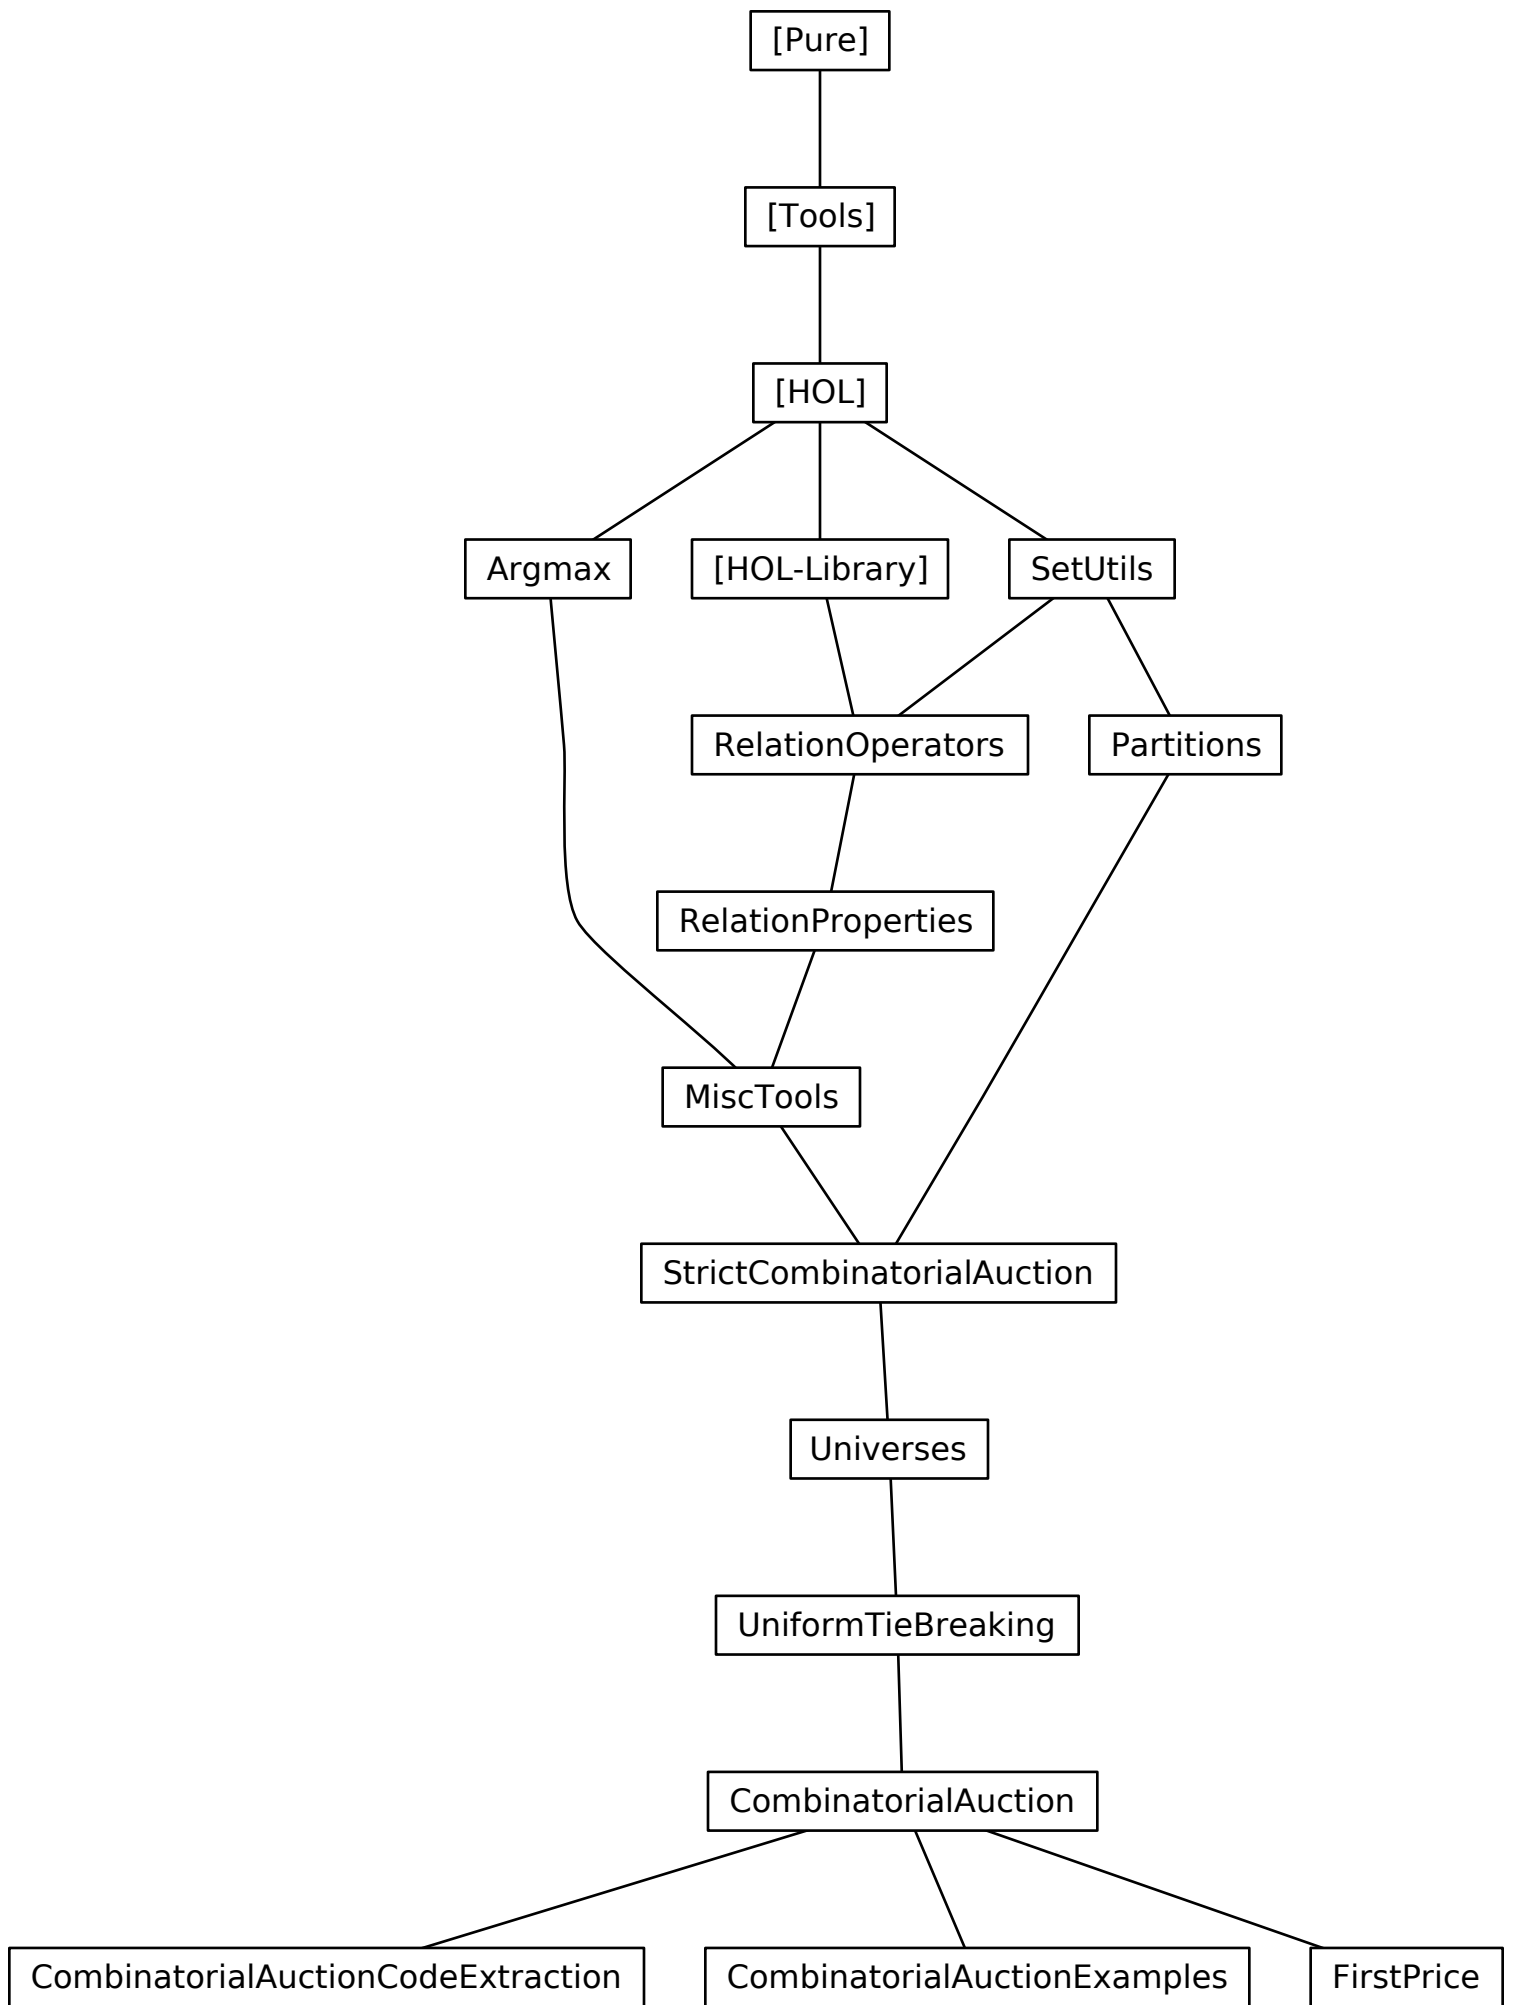 [Pure]
[Tools]
[HOL]
Argmax
[HOL-Library]
SetUtils
RelationOperators
Partitions
RelationProperties
MiscTools
StrictCombinatorialAuction
Universes
UniformTieBreaking
CombinatorialAuction
CombinatorialAuctionCodeExtraction
CombinatorialAuctionExamples
FirstPrice